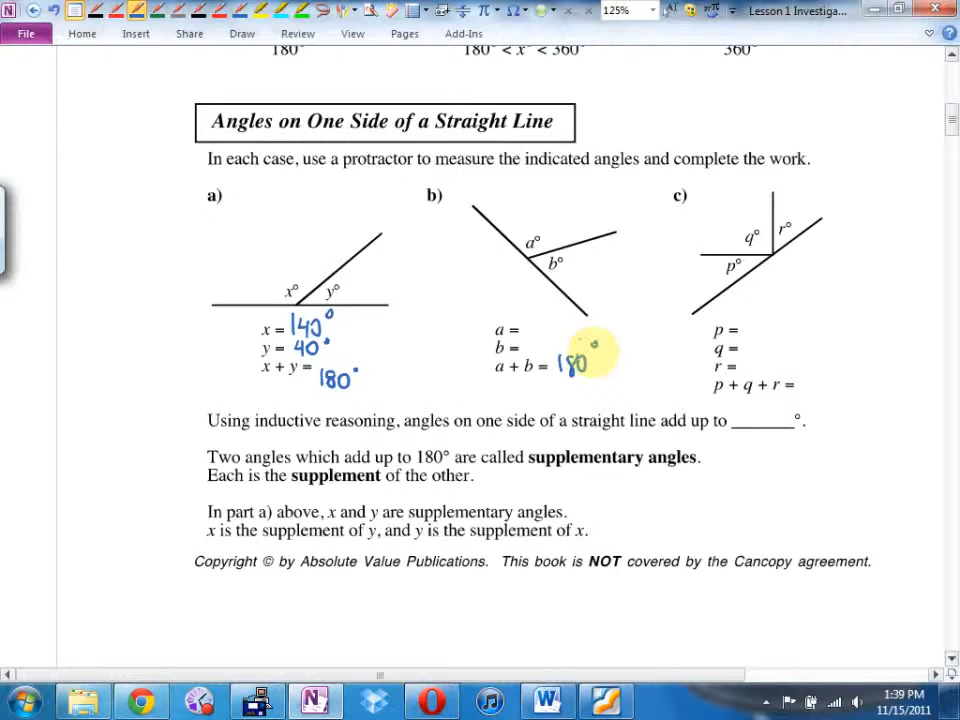 125%
Lesson 1 Investiga...
File Home Insert Share Draw Review View Pages Add-Ins
180° 180° < x° < 360° 360°
Angles on One Side of a Straight Line
In each case, use a protractor to measure the indicated angles and complete the work.
a) b) c)
x° y°
a°
b°
q° r°
p°
x = 140°
y = 40°
x + y = 180°
a =
b =
a + b = 180°
p =
q =
r =
p + q + r =
Using inductive reasoning, angles on one side of a straight line add up to _______°.
Two angles which add up to 180° are called supplementary angles.
Each is the supplement of the other.
In part a) above, x and y are supplementary angles.
x is the supplement of y, and y is the supplement of x.
Copyright © by Absolute Value Publications. This book is NOT covered by the Cancopy agreement.
1:39 PM
11/15/2011